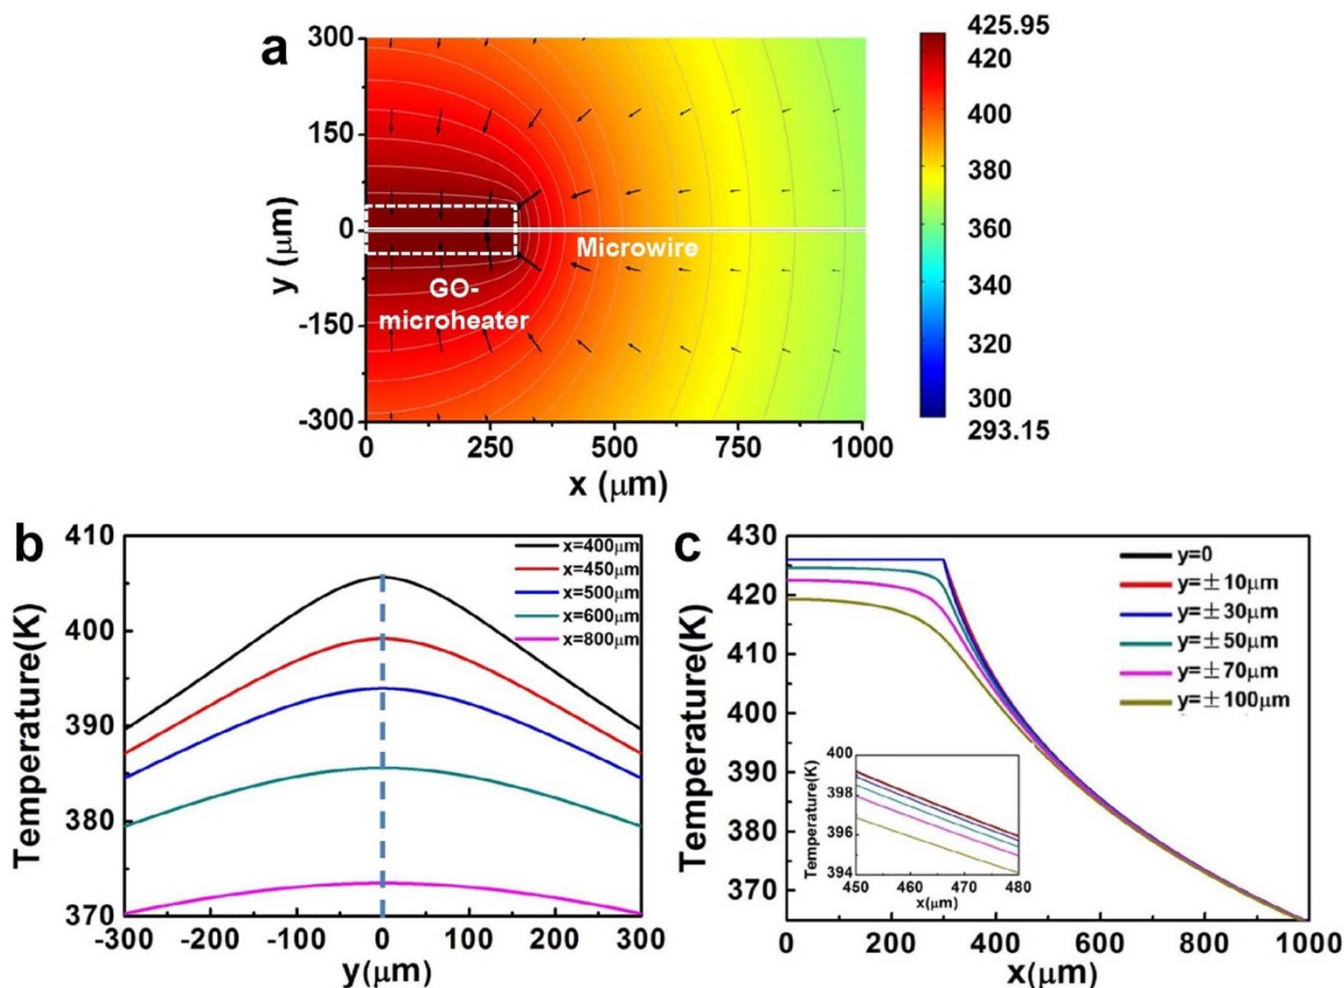 a
300
150
0
-150
-300
y (μm)
0
250
500
750
1000
x (μm)
GO-
microheater
Microwire
425.95
420
400
380
360
340
320
300
293.15
b
410
400
390
380
370
Temperature(K)
x=400μm
x=450μm
x=500μm
x=600μm
x=800μm
-300
-200
-100
0
100
200
300
y(μm)
c
430
420
410
400
390
380
370
Temperature(K)
y=0
y=±10μm
y=±30μm
y=±50μm
y=±70μm
y=±100μm
400
398
396
394
Temperature(K)
450
460
470
480
x(μm)
0
200
400
600
800
1000
x(μm)